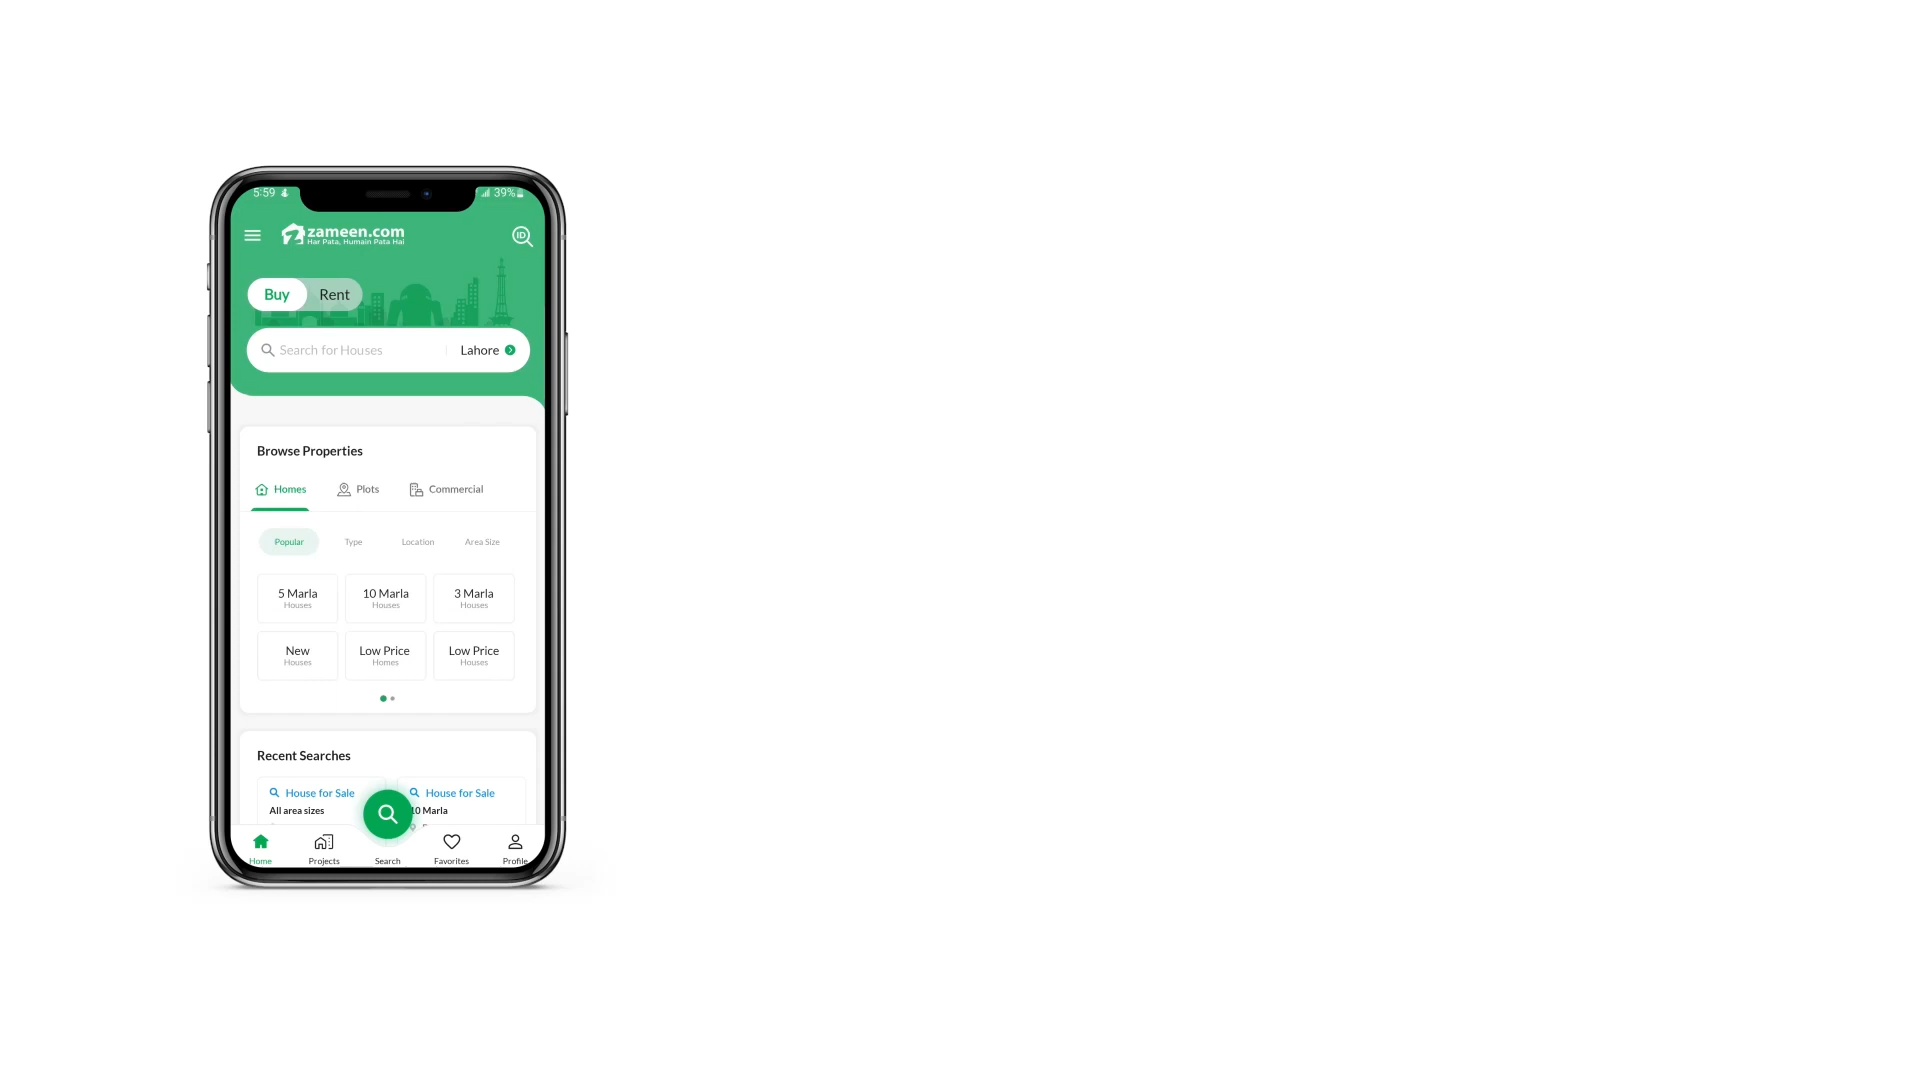 5:59 39%
zameen.com
Har Pata, Humain Pata Hai
ID
Buy Rent
Search for Houses Lahore
Browse Properties
Homes Plots Commercial
Popular Type Location Area Size
5 Marla 10 Marla 3 Marla
Houses Houses Houses
New Low Price Low Price
Houses Homes Houses
Recent Searches
House for Sale House for Sale
All area sizes 10 Marla
Home Projects Search Favorites Profile